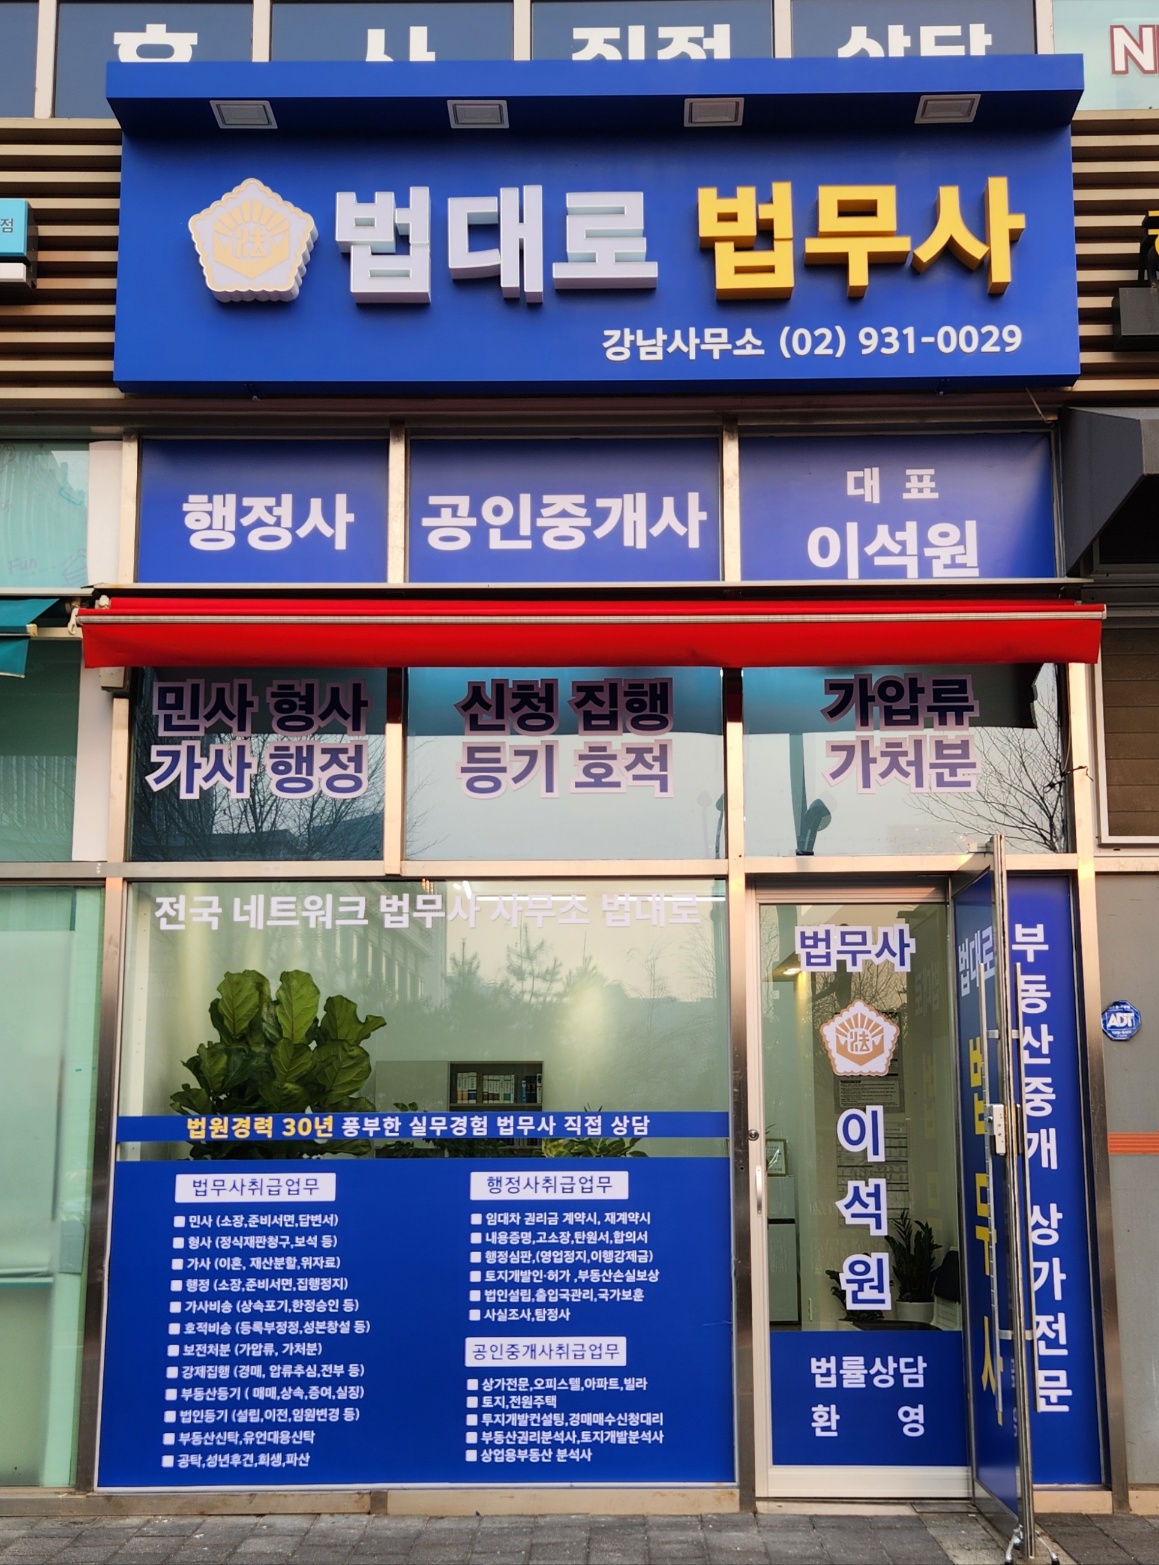 직접 상담
법대로 법무사
강남사무소 (02) 931-0029
행정사
공인중개사
대 표
이석원
민사 형사
가사 행정
신청 집행
등기 호적
가압류
가처분
전국 네트워크 법무사 사무소 법대로
법무사
法
이
석
원
법률상담
환 영
법대로
법무사
부동산중개 상가전문
ADT
법원경력 30년 풍부한 실무경험 법무사 직접 상담
법무사취급업무
민사 (소장,준비서면,답변서)
형사 (정식재판청구,보석 등)
가사 (이혼, 재산분할,위자료)
행정 (소장,준비서면,집행정지)
가사비송 (상속포기,한정승인 등)
호적비송 (등록부정정,성본창설 등)
보전처분 (가압류, 가처분)
강제집행 (경매, 압류추심,전부 등)
부동산등기 ( 매매,상속,증여,실징)
법인등기 (설립,이전,임원변경 등)
부동산신탁,유언대용신탁
공탁,성년후견,회생,파산
행정사취급업무
임대차 권리금 계약시, 재계약시
내용증명,고소장,탄원서,합의서
행정심판,(영업정지,이행강제금)
토지개발인·허가 ,부동산손실보상
법인설립,출입국관리,국가보훈
사실조사,탐정사
공인중개사취급업무
상가전문,오피스텔,아파트,빌라
토지,전원주택
투지개발컨설팅,경매매수신청대리
부동산권리분석사,토지개발분석사
상업용부동산 분석사